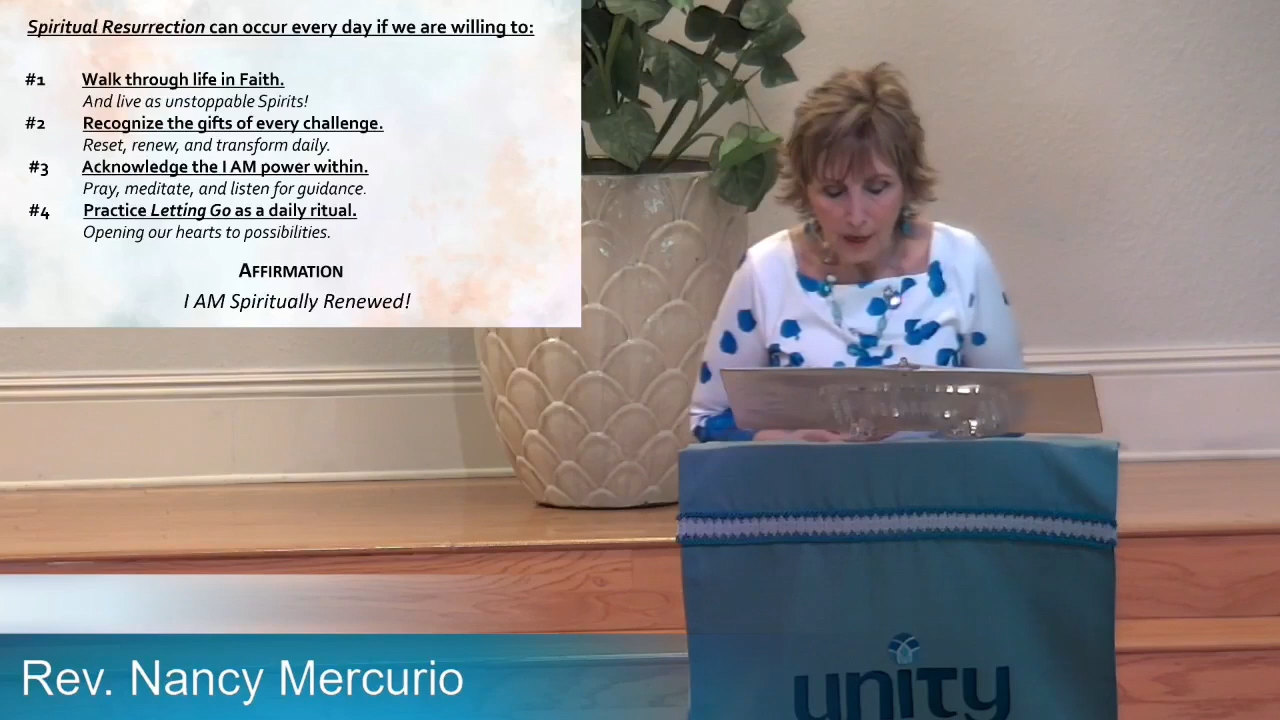 Spiritual Resurrection can occur every day if we are willing to:
#1 Walk through life in Faith.
And live as unstoppable Spirits!
#2 Recognize the gifts of every challenge.
Reset, renew, and transform daily.
#3 Acknowledge the I AM power within.
Pray, meditate, and listen for guidance.
#4 Practice Letting Go as a daily ritual.
Opening our hearts to possibilities.
AFFIRMATION
I AM Spiritually Renewed!
unity
Rev. Nancy Mercurio